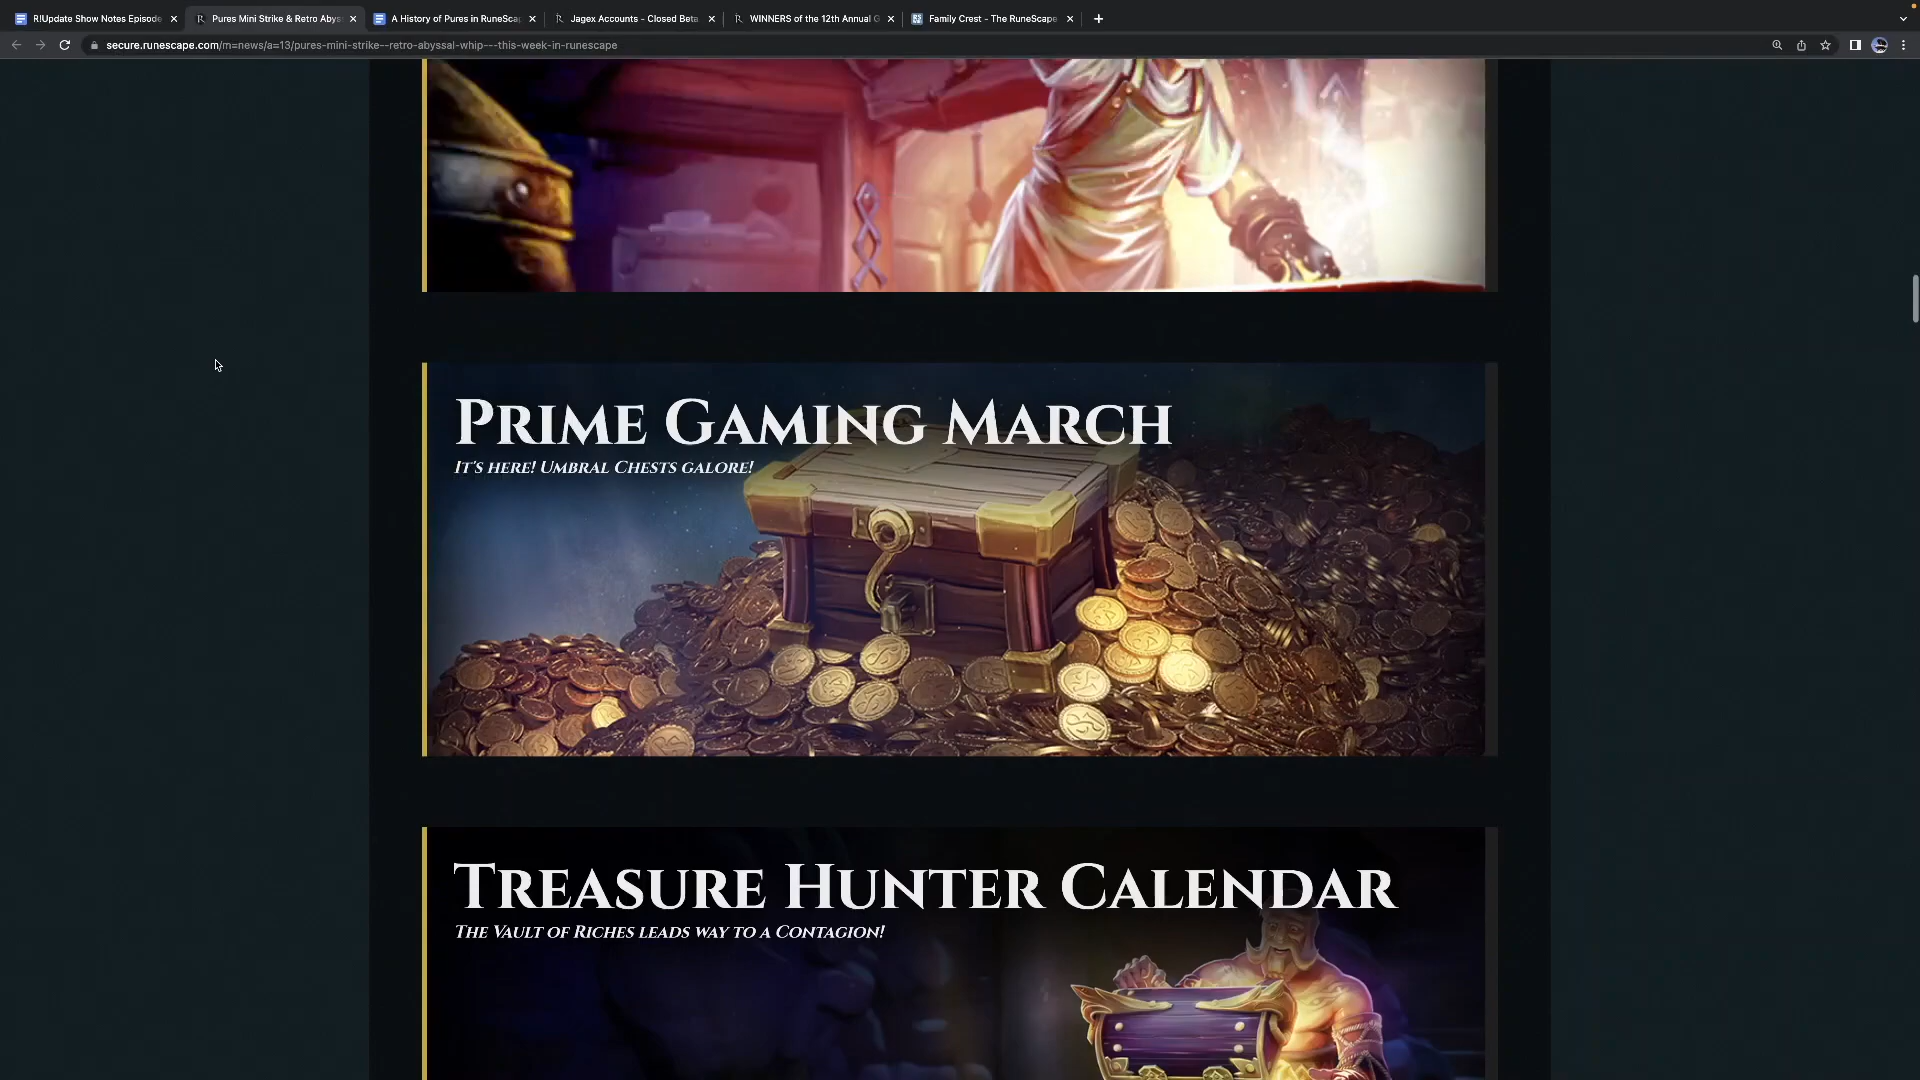 R!Update Show Notes Episode
Pures Mini Strike & Retro Abys
A History of Pures in RuneScap
Jagex Accounts - Closed Beta
WINNERS of the 12th Annual G
Family Crest - The RuneScape
secure.runescape.com/m=news/a=13/pures-mini-strike--retro-abyssal-whip---this-week-in-runescape
PRIME GAMING MARCH
IT'S HERE! UMBRAL CHESTS GALORE!
TREASURE HUNTER CALENDAR
THE VAULT OF RICHES LEADS WAY TO A CONTAGION!